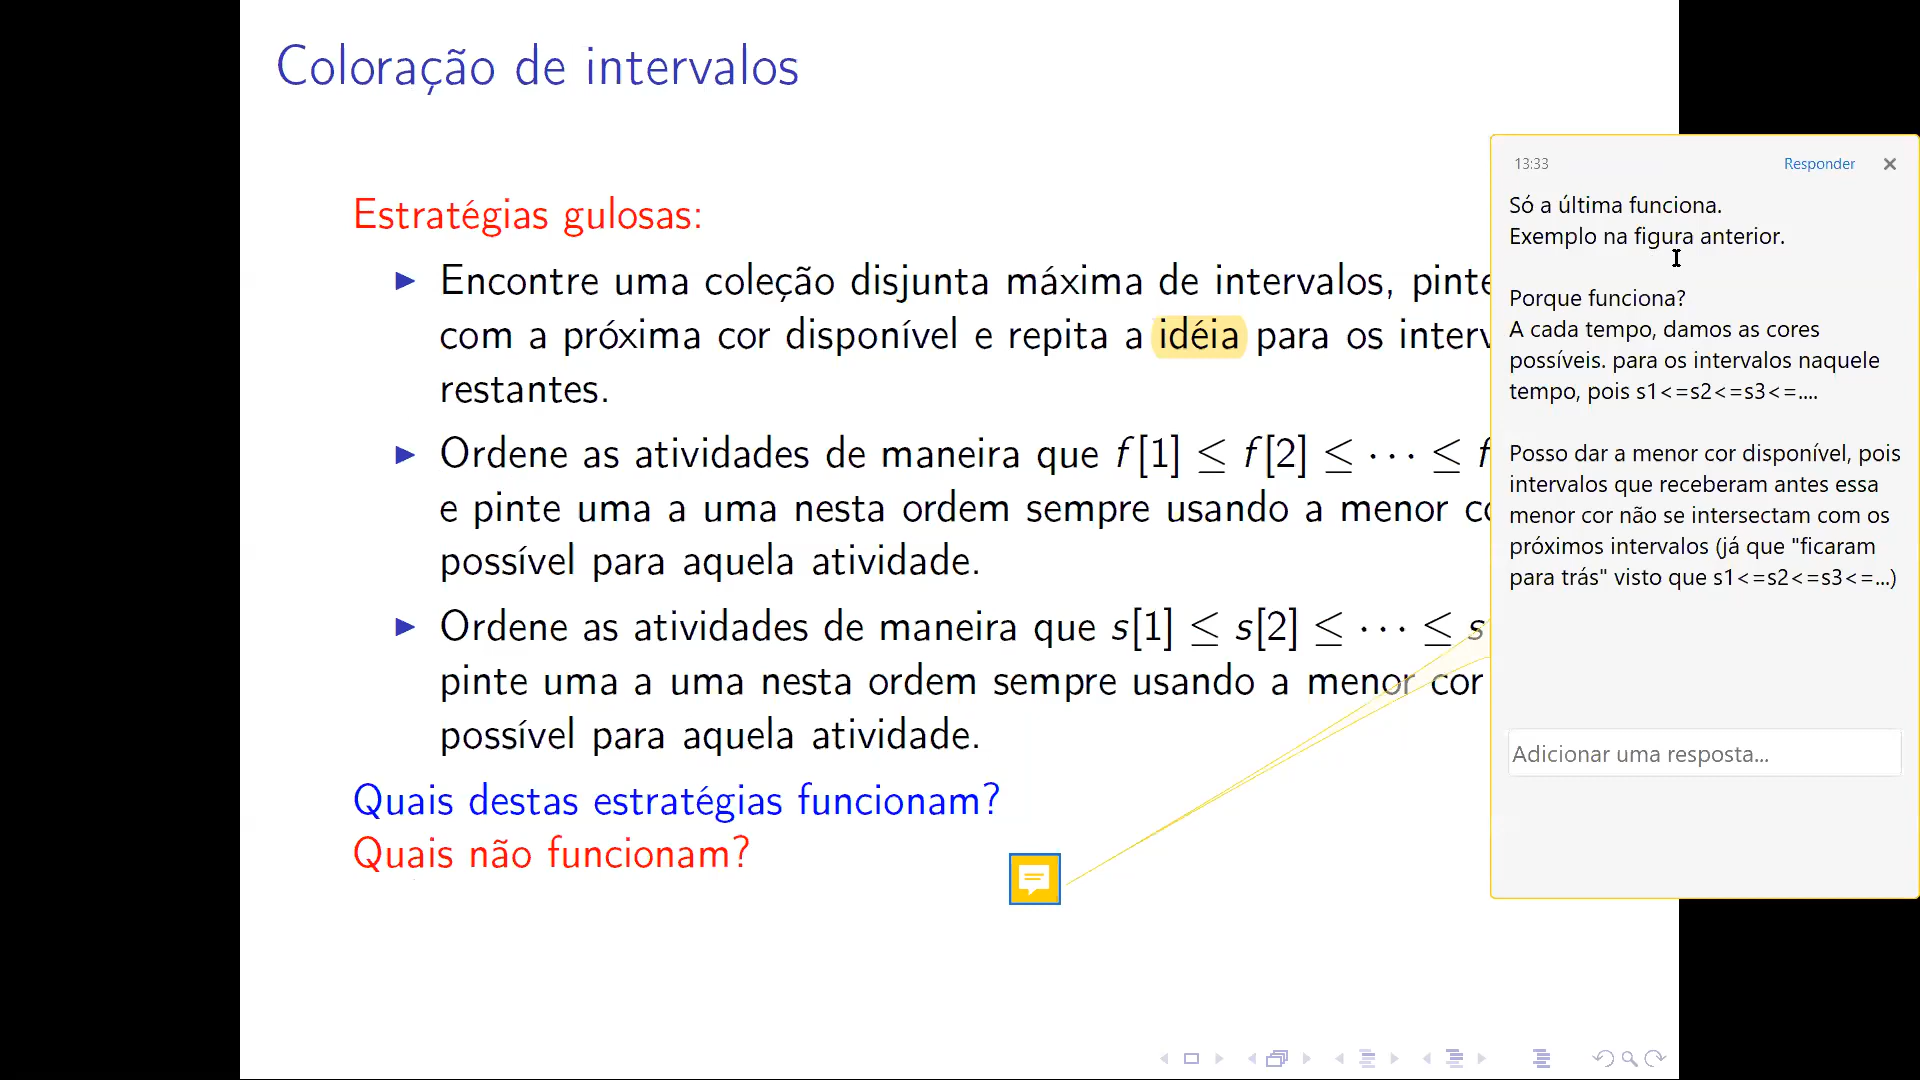 Coloração de intervalos
Estratégias gulosas:
Encontre uma coleção disjunta máxima de intervalos, pinte
com a próxima cor disponível e repita a idéia para os
restantes.
Ordene as atividades de maneira que f[1] ≤ f[2] ≤ ··· ≤
e pinte uma a uma nesta ordem sempre usando a menor
possível para aquela atividade.
Ordene as atividades de maneira que s[1] ≤ s[2] ≤ ··· ≤ s
pinte uma a uma nesta ordem sempre usando a menor cor
possível para aquela atividade.
Quais destas estratégias funcionam?
Quais não funcionam?
13:33 Responder
Só a última funciona.
Exemplo na figura anterior.
Porque funciona?
A cada tempo, damos as cores
possíveis. para os intervalos naquele
tempo, pois s1<=s2<=s3<=....
Posso dar a menor cor disponível, pois
intervalos que receberam antes essa
menor cor não se intersectam com os
próximos intervalos (já que "ficaram
para trás" visto que s1<=s2<=s3<=...)
Adicionar uma resposta...